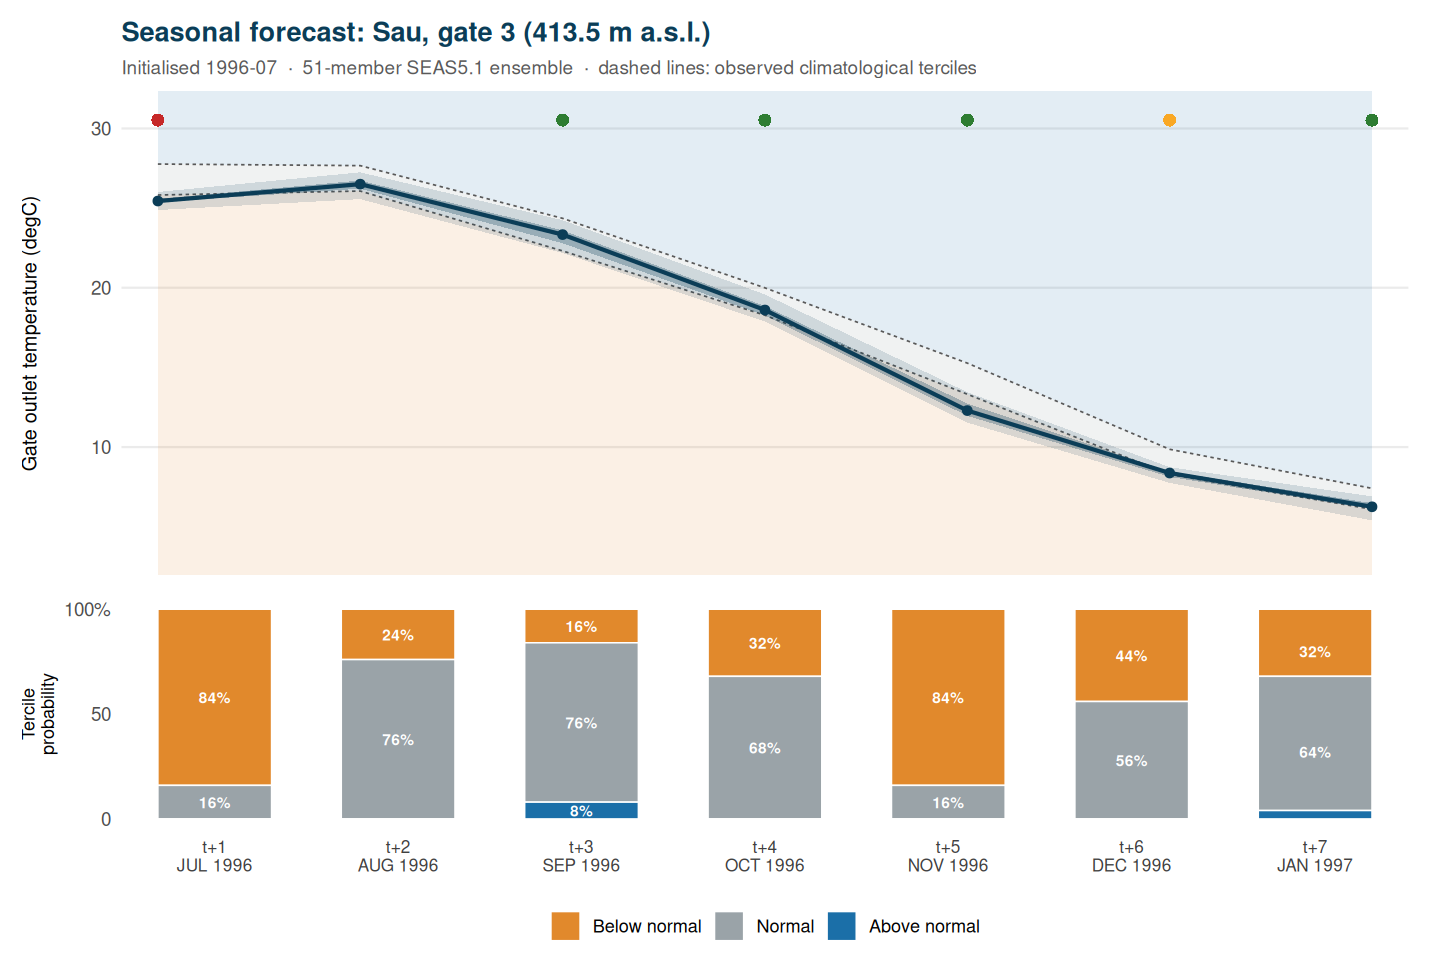 Seasonal forecast: Sau, gate 3 (413.5 m a.s.l.)
Initialised 1996-07 · 51-member SEAS5.1 ensemble · dashed lines: observed climatological terciles
Gate outlet temperature (degC)
30
20
10
Tercile
probability
100%
50
0
84%
16%
24%
76%
16%
76%
8%
32%
68%
84%
16%
44%
56%
32%
64%
t+1
JUL 1996
t+2
AUG 1996
t+3
SEP 1996
t+4
OCT 1996
t+5
NOV 1996
t+6
DEC 1996
t+7
JAN 1997
Below normal
Normal
Above normal